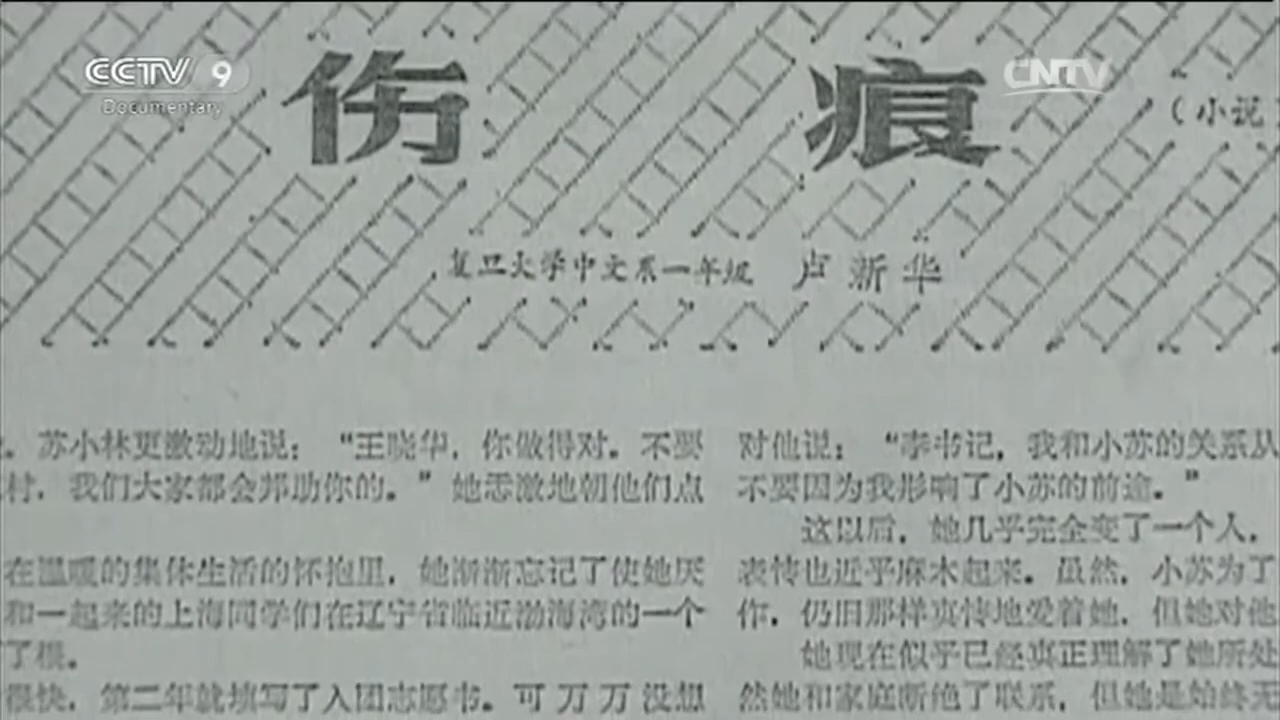 CCTV 9
Documentary
CNTV
伤痕
（小说
复旦大学中文系一年级 卢新华
苏小林更激动地说：“王晓华，你做得对。不要
村，我们大家都会帮助你的。”她感激地朝他们点
在温暖的集体生活的怀抱里，她渐渐忘记了使她厌
和一起来的上海同学们在辽宁省临近渤海湾的一个
了根。
很快，第二年就填写了入团志愿书。可万万没想
对他说：“李书记，我和小苏的关系从
不要因为我影响了小苏的前途。”
这以后，她几乎完全变了一个人，
表情也近乎麻木起来。虽然，小苏为了
作，仍旧那样真情地爱着她，但她对他
她现在似乎已经真正理解了她所处
然她和家庭断绝了联系，但她是始终无